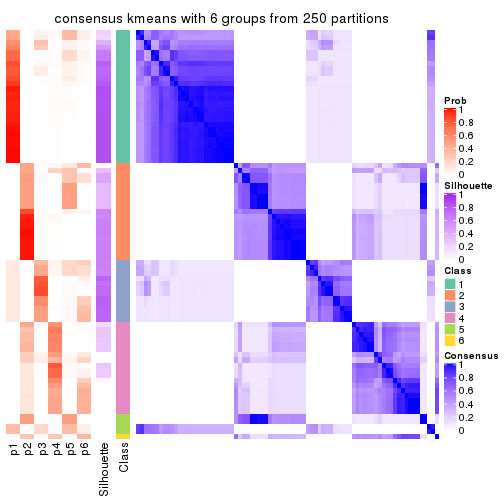 consensus kmeans with 6 groups from 250 partitions
Prob
1
0.8
0.6
0.4
0.2
0
Silhouette
1
0.8
0.6
0.4
0.2
0
Class
1
2
3
4
5
6
Consensus
1
0.8
0.6
0.4
0.2
0
p1
p2
p3
p4
p5
p6
Silhouette
Class